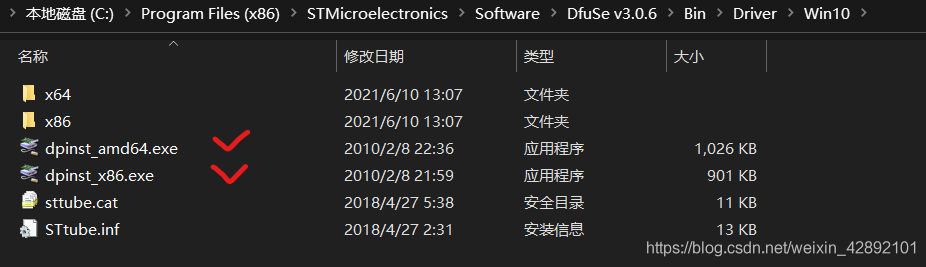 本地磁盘 (C:) > Program Files (x86) > STMicroelectronics > Software > DfuSe v3.0.6 > Bin > Driver > Win10 >
名称 修改日期 类型 大小
x64 2021/6/10 13:07 文件夹
x86 2021/6/10 13:07 文件夹
dpinst_amd64.exe 2010/2/8 22:36 应用程序 1,026 KB
dpinst_x86.exe 2010/2/8 21:59 应用程序 901 KB
sttube.cat 2018/4/27 5:38 安全目录 11 KB
STtube.inf 2018/4/27 2:31 安装信息 13 KB
https://blog.csdn.net/weixin_42892101